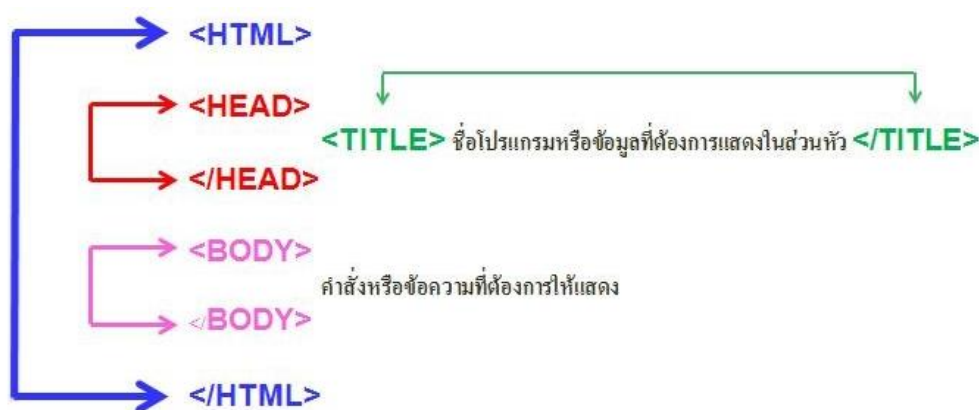 <HTML>
<HEAD>
<TITLE> ชื่อโปรแกรมหรือข้อมูลที่ต้องการแสดงในส่วนหัว </TITLE>
</HEAD>
<BODY>
คำสั่งหรือข้อความที่ต้องการให้แสดง
</BODY>
</HTML>